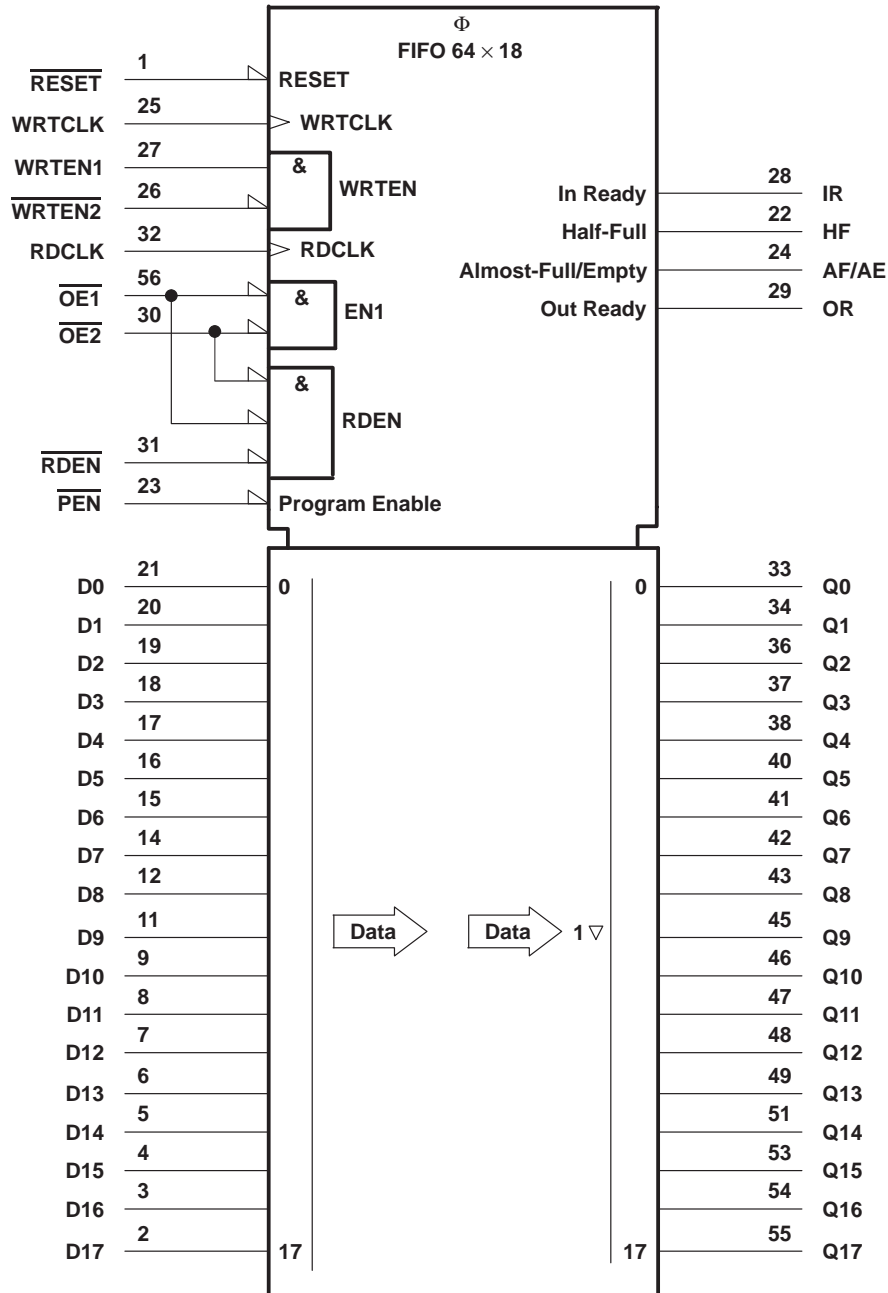 Φ
FIFO 64 × 18
RESET 1 RESET
WRTCLK 25 WRTCLK
WRTEN1 27 & WRTEN
WRTEN2 26
RDCLK 32 RDCLK
OE1 56 & EN1
OE2 30
& RDEN
RDEN 31
PEN 23 Program Enable
In Ready 28 IR
Half-Full 22 HF
Almost-Full/Empty 24 AF/AE
Out Ready 29 OR
D0 21 0
D1 20
D2 19
D3 18
D4 17
D5 16
D6 15
D7 14
D8 12
D9 11
D10 9
D11 8
D12 7
D13 6
D14 5
D15 4
D16 3
D17 2 17
Data Data 1 ▽
0 33 Q0
34 Q1
36 Q2
37 Q3
38 Q4
40 Q5
41 Q6
42 Q7
43 Q8
45 Q9
46 Q10
47 Q11
48 Q12
49 Q13
51 Q14
53 Q15
54 Q16
17 55 Q17